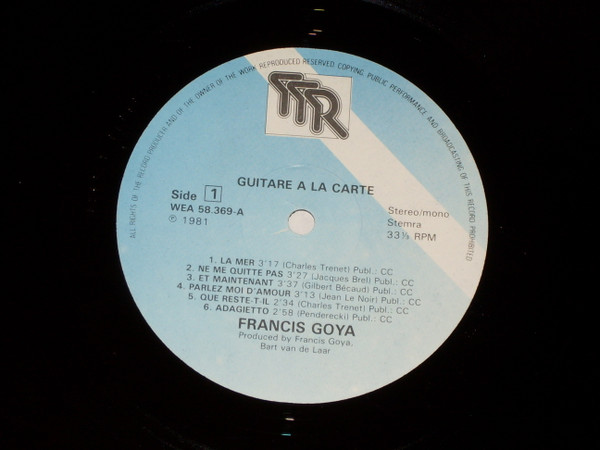 ALL RIGHTS OF THE RECORD PRODUCER AND OF THE OWNER OF THE WORK REPRODUCED RESERVED. COPYING, PUBLIC PERFORMANCE AND BROADCASTING OF THIS RECORD PROHIBITED
TTR
GUITARE A LA CARTE
Side 1
WEA 58.369-A
℗ 1981
Stereo/mono
Stemra
33⅓ RPM
1. LA MER 3'17 (Charles Trenet) Publ.: CC
2. NE ME QUITTE PAS 3'27 (Jacques Brel) Publ.: CC
3. ET MAINTENANT 3'37 (Gilbert Bécaud) Publ.: CC
4. PARLEZ MOI D'AMOUR 3'13 (Jean Le Noir) Publ.: CC
5. QUE RESTE-T-IL 2'34 (Charles Trenet) Publ.: CC
6. ADAGIETTO 2'58 (Penderecki) Publ.: CC
FRANCIS GOYA
Produced by Francis Goya,
Bart van de Laar